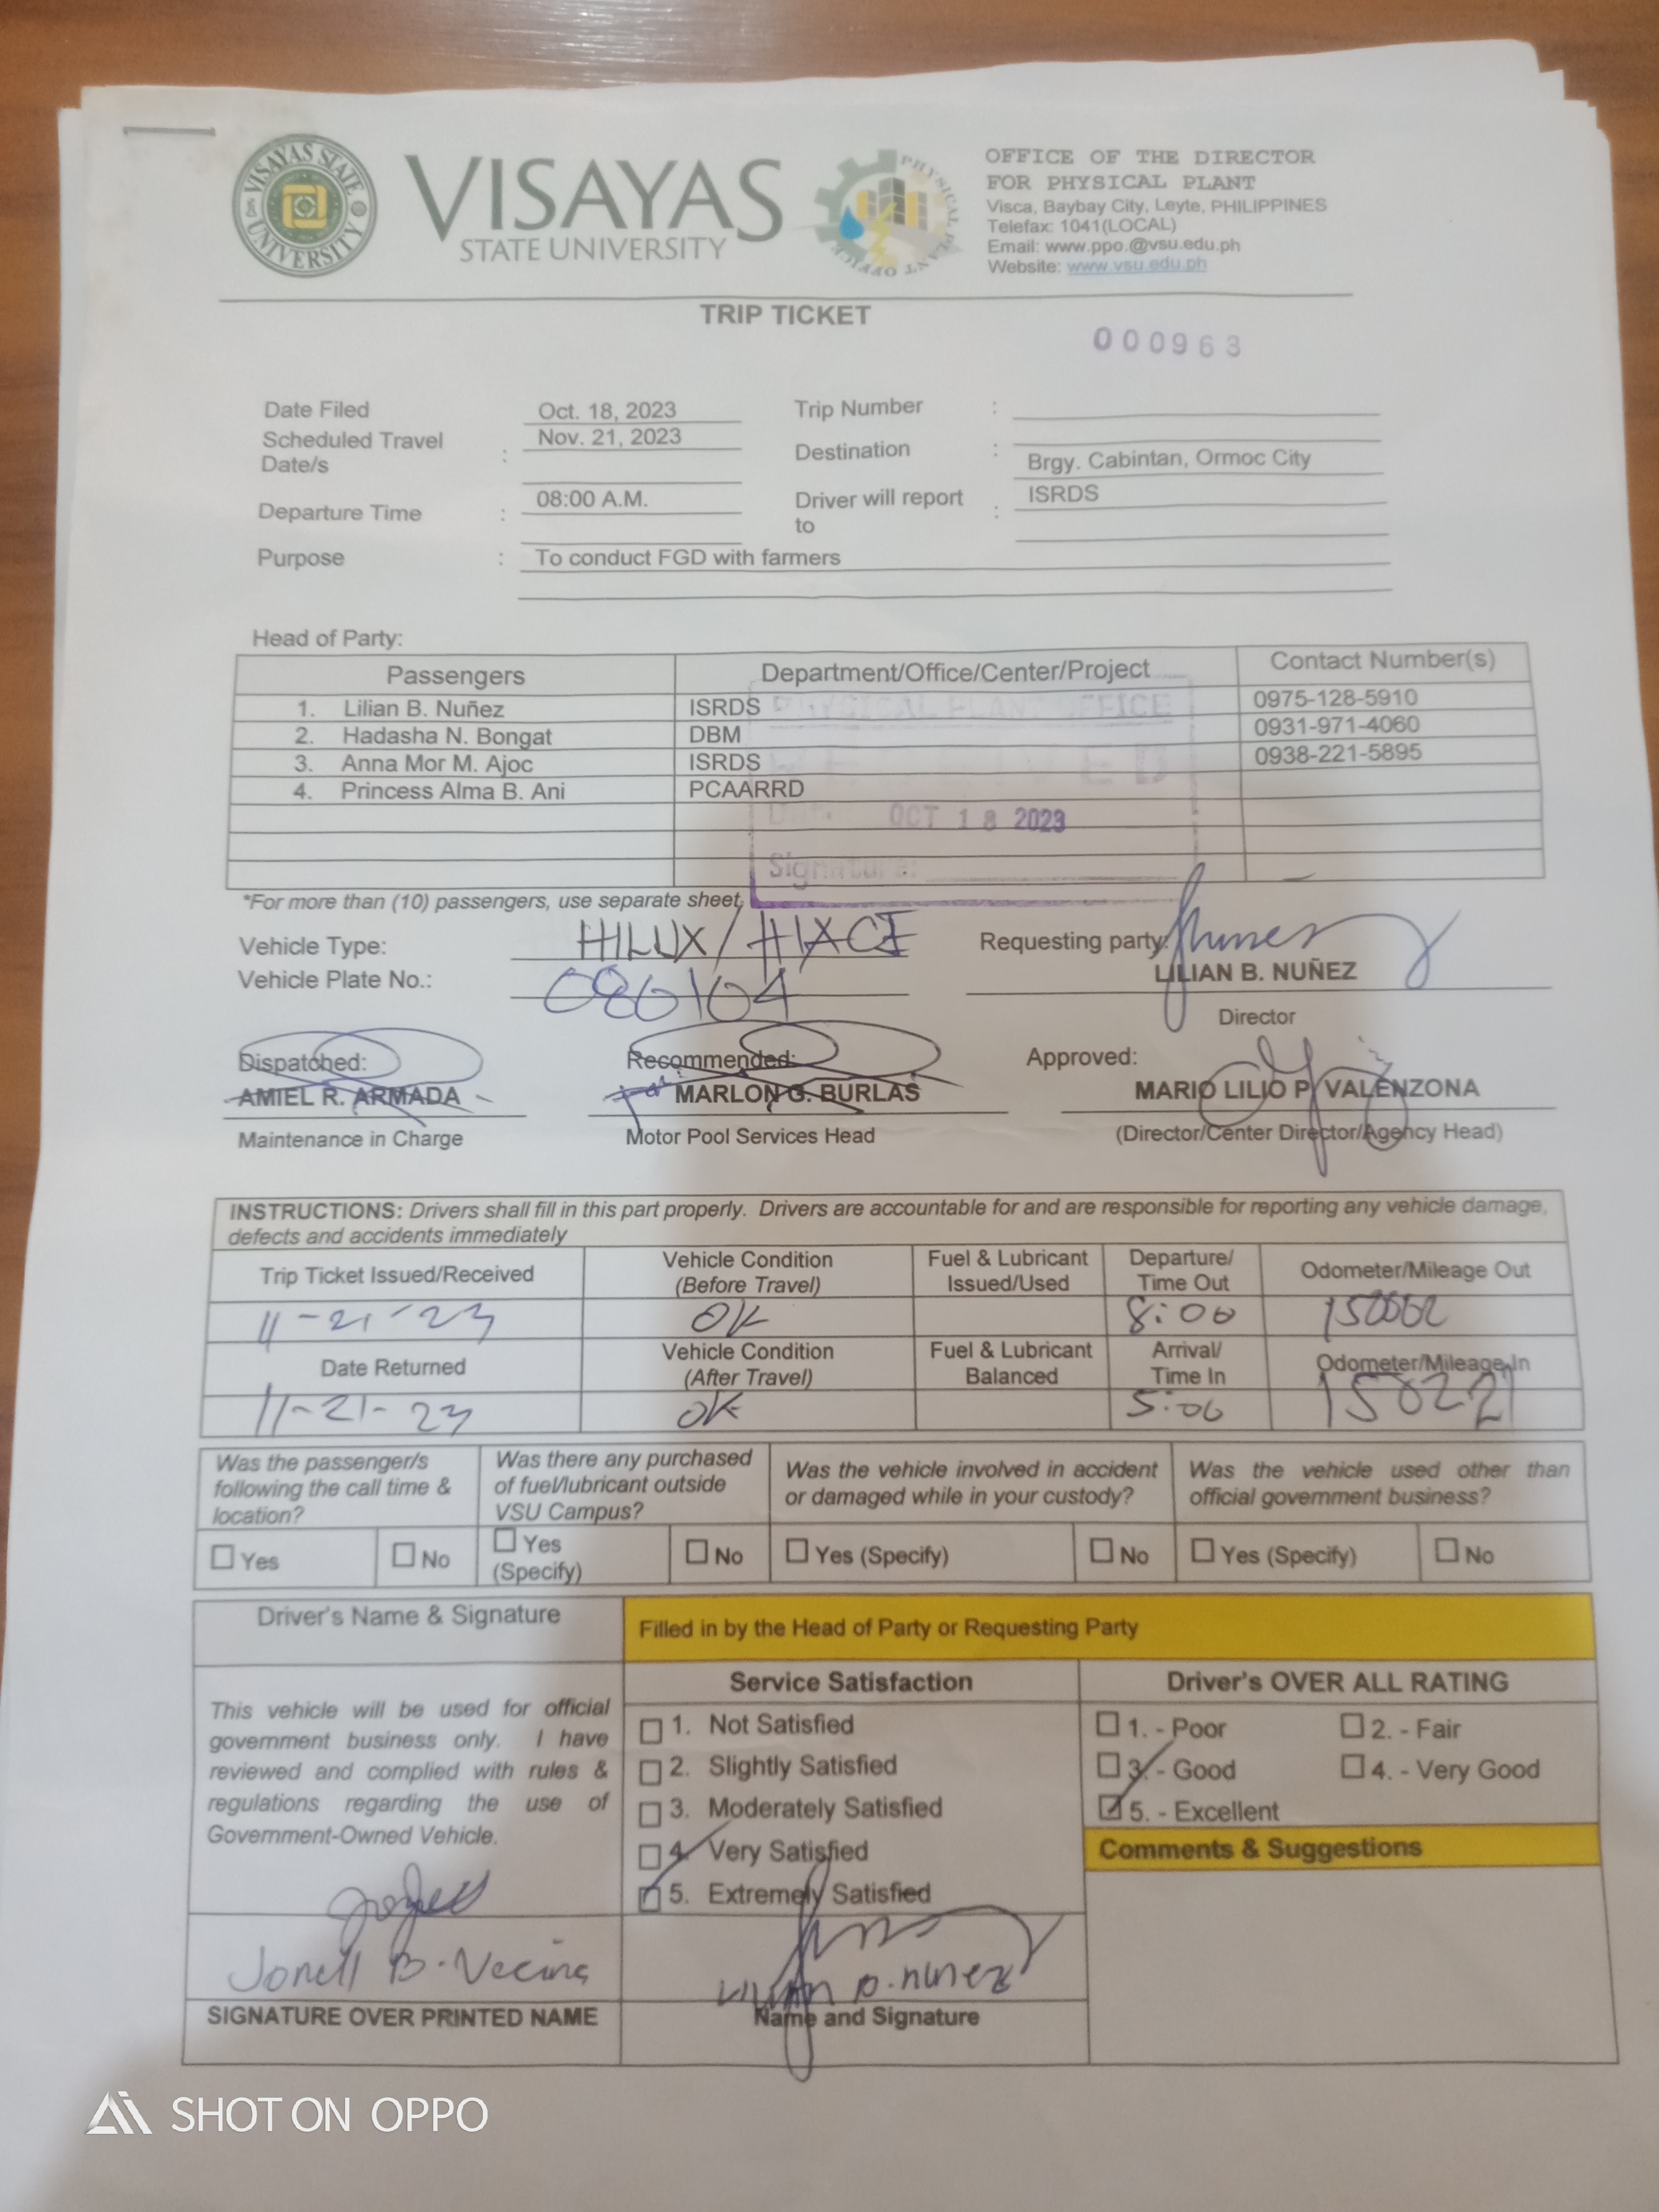 VISAYAS STATE UNIVERSITY
VISAYAS
STATE UNIVERSITY
PHYSICAL PLANT OFFICE
OFFICE OF THE DIRECTOR
FOR PHYSICAL PLANT
Visca, Baybay City, Leyte, PHILIPPINES
Telefax: 1041(LOCAL)
Email: www.ppo.@vsu.edu.ph
Website: www.vsu.edu.ph
TRIP TICKET
000963
Date Filed Oct. 18, 2023 Trip Number :
Scheduled Travel Date/s : Nov. 21, 2023 Destination : Brgy. Cabintan, Ormoc City
Departure Time : 08:00 A.M. Driver will report to : ISRDS
Purpose : To conduct FGD with farmers
Head of Party:
Passengers Department/Office/Center/Project Contact Number(s)
1. Lilian B. Nuñez ISRDS 0975-128-5910
2. Hadasha N. Bongat DBM 0931-971-4060
3. Anna Mor M. Ajoc ISRDS 0938-221-5895
4. Princess Alma B. Ani PCAARRD
PHYSICAL PLANT OFFICE
RECEIVED
Date: OCT 18 2023
Signature:
*For more than (10) passengers, use separate sheet
Vehicle Type: HILUX / HIACE Requesting party:
LILIAN B. NUÑEZ
Vehicle Plate No.: 080104
Director
Dispatched: Recommended: Approved:
AMIEL R. ARMADA for MARLON G. BURLAS MARIO LILIO P. VALENZONA
Maintenance in Charge Motor Pool Services Head (Director/Center Director/Agency Head)
INSTRUCTIONS: Drivers shall fill in this part properly. Drivers are accountable for and are responsible for reporting any vehicle damage,
defects and accidents immediately
Trip Ticket Issued/Received Vehicle Condition (Before Travel) Fuel & Lubricant Issued/Used Departure/ Time Out Odometer/Mileage Out
11-21-23 OK 8:00
Date Returned Vehicle Condition (After Travel) Fuel & Lubricant Balanced Arrival/ Time In Odometer/Mileage In
11-21-23 OK 5:00 150221
Was the passenger/s following the call time & location? Was there any purchased of fuel/lubricant outside VSU Campus? Was the vehicle involved in accident or damaged while in your custody? Was the vehicle used other than official government business?
Yes No Yes (Specify) No Yes (Specify) No Yes (Specify) No
Driver's Name & Signature Filled in by the Head of Party or Requesting Party
Service Satisfaction Driver's OVER ALL RATING
This vehicle will be used for official
government business only. I have
reviewed and complied with rules &
regulations regarding the use of
Government-Owned Vehicle.
1. Not Satisfied
2. Slightly Satisfied
3. Moderately Satisfied
4. Very Satisfied
5. Extremely Satisfied
1. - Poor 2. - Fair
3. - Good 4. - Very Good
5. - Excellent
Comments & Suggestions
Jonell B. Vecina
LILIAN B. NUNEZ
SIGNATURE OVER PRINTED NAME Name and Signature
SHOT ON OPPO